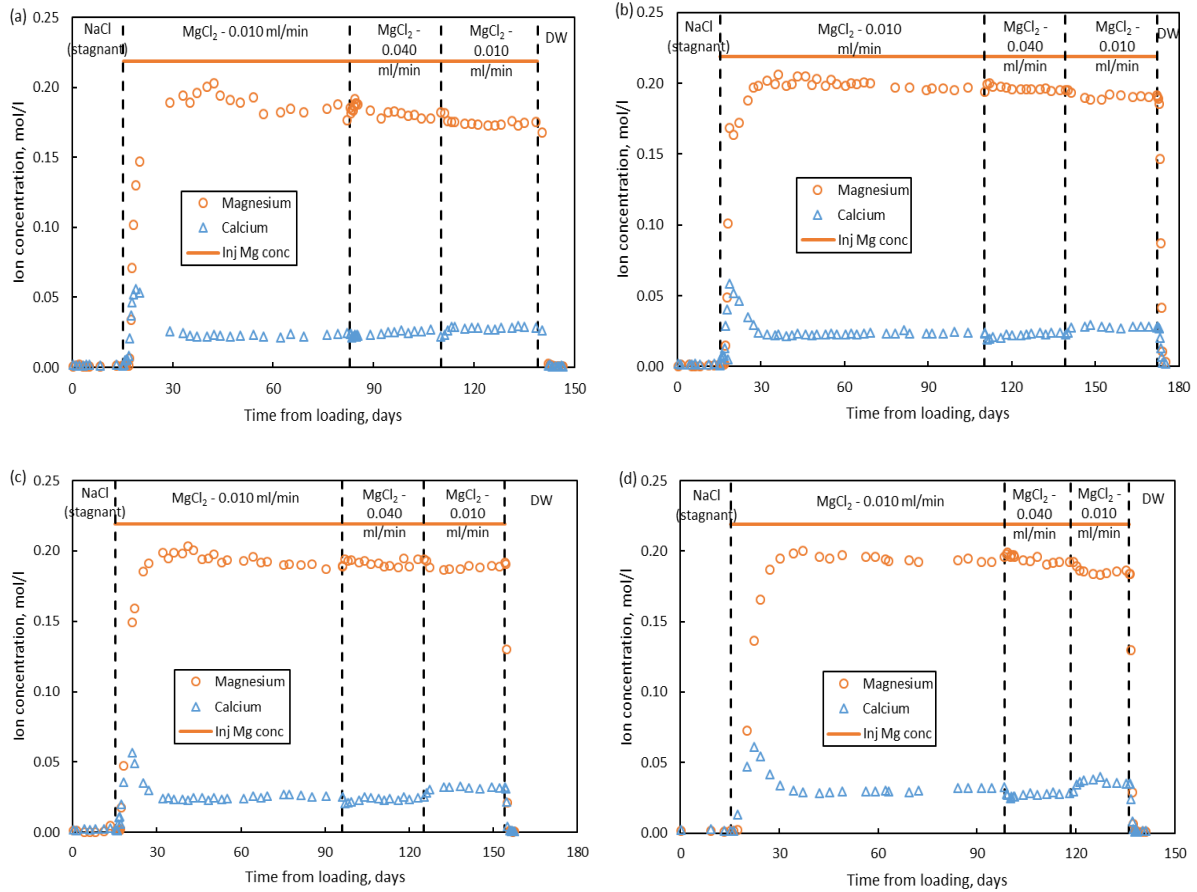 (a)
0.25
0.20
0.15
0.10
0.05
0.00
Ion concentration, mol/l
NaCl
(stagnant)
MgCl2 - 0.010 ml/min
MgCl2 -
0.040
ml/min
MgCl2 -
0.010
ml/min
DW
Magnesium
Calcium
Inj Mg conc
0 30 60 90 120 150
Time from loading, days
(b)
0.25
0.20
0.15
0.10
0.05
0.00
Ion concentration, mol/l
NaCl
(stagnant)
MgCl2 - 0.010
ml/min
MgCl2 -
0.040
ml/min
MgCl2 -
0.010
ml/min
DW
Magnesium
Calcium
Inj Mg conc
0 30 60 90 120 150 180
Time from loading, days
(c)
0.25
0.20
0.15
0.10
0.05
0.00
Ion concentration, mol/l
NaCl
(stagnant)
MgCl2 - 0.010 ml/min
MgCl2 -
0.040
ml/min
MgCl2 -
0.010
ml/min
DW
Magnesium
Calcium
Inj Mg conc
0 30 60 90 120 150 180
Time from loading, days
(d)
0.25
0.20
0.15
0.10
0.05
0.00
Ion concentration, mol/l
NaCl
(stagnant)
MgCl2 - 0.010 ml/min
MgCl2 -
0.040
ml/min
MgCl2 -
0.010
ml/min
DW
Magnesium
Calcium
Inj Mg conc
0 30 60 90 120 150
Time from loading, days